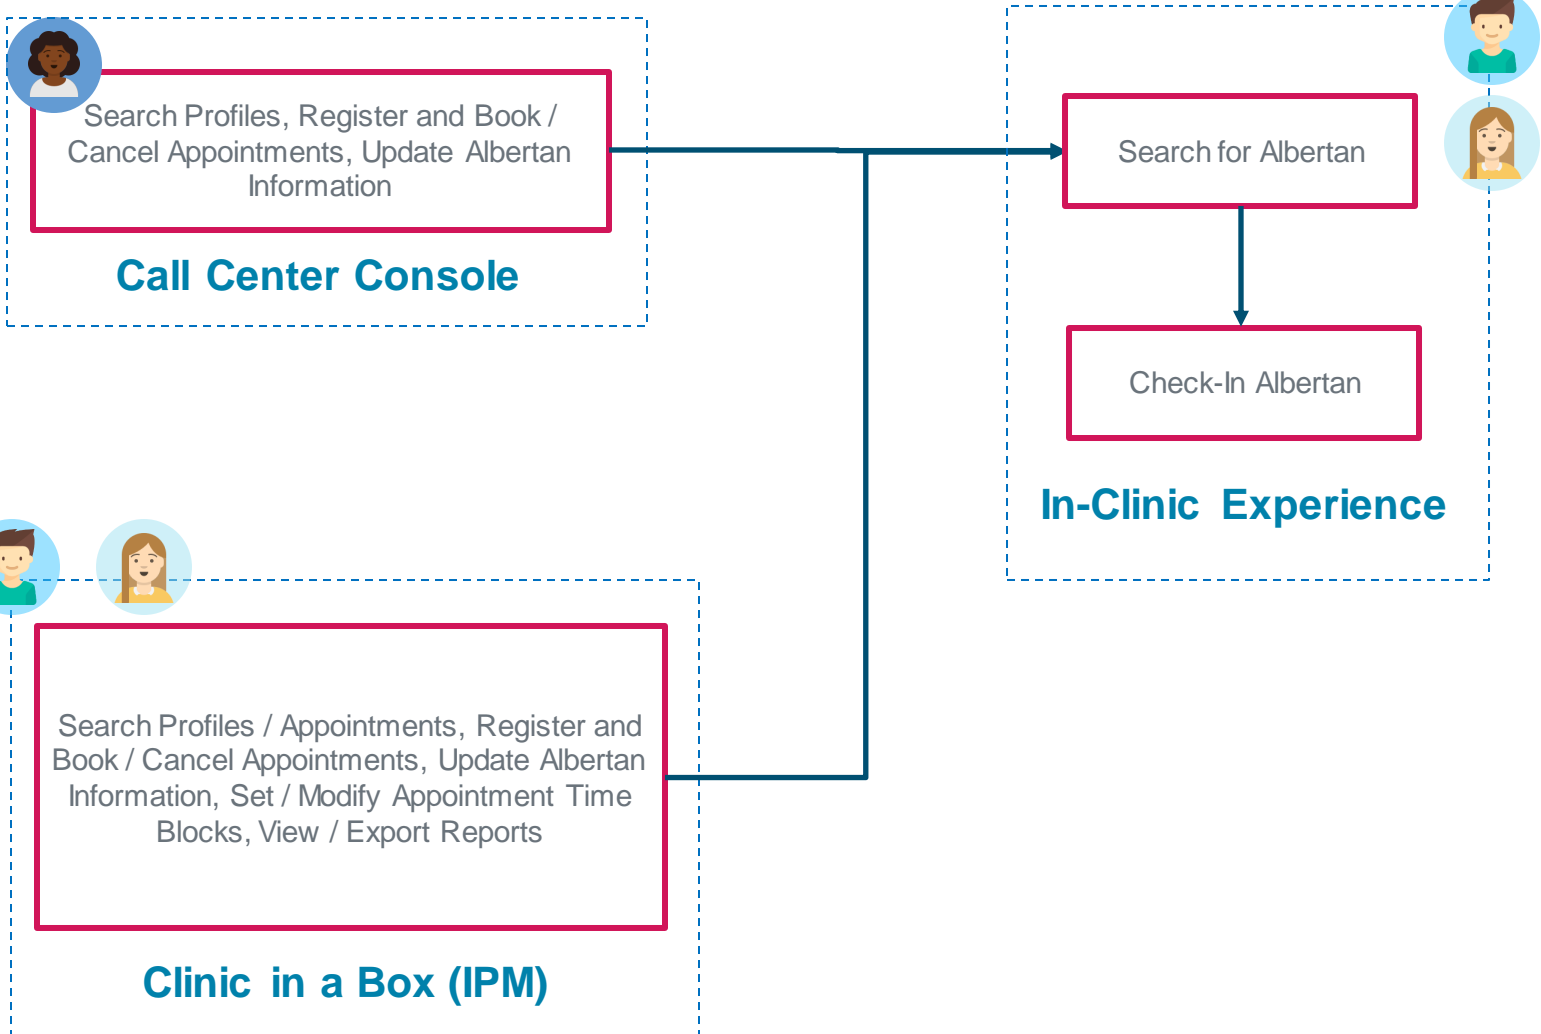 Search Profiles, Register and Book /
Cancel Appointments, Update Albertan
Information
Call Center Console
Search for Albertan
Check-In Albertan
In-Clinic Experience
Search Profiles / Appointments, Register and
Book / Cancel Appointments, Update Albertan
Information, Set / Modify Appointment Time
Blocks, View / Export Reports
Clinic in a Box (IPM)